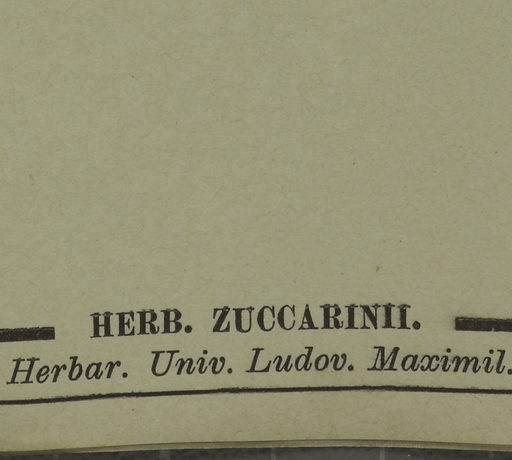 HERB. ZUCCARINII.
Herbar. Univ. Ludov. Maximil.